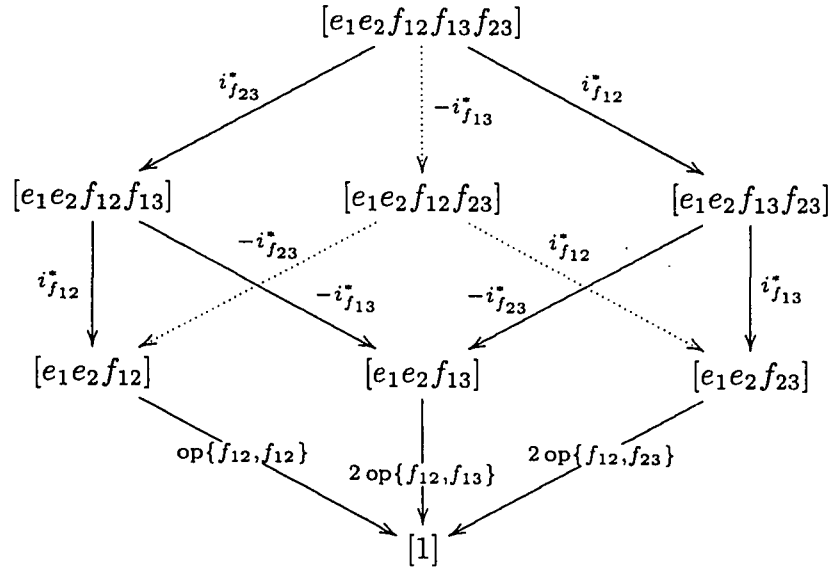 [e₁e₂f₁₂f₁₃f₂₃]
i*_{f₂₃} −i*_{f₁₃} i*_{f₁₂}
[e₁e₂f₁₂f₁₃] [e₁e₂f₁₂f₂₃] [e₁e₂f₁₃f₂₃]
−i*_{f₂₃} i*_{f₁₂}
i*_{f₁₂} −i*_{f₁₃} −i*_{f₂₃} i*_{f₁₃}
[e₁e₂f₁₂] [e₁e₂f₁₃] [e₁e₂f₂₃]
op{f₁₂,f₁₂} 2 op{f₁₂,f₁₃} 2 op{f₁₂,f₂₃}
[1]